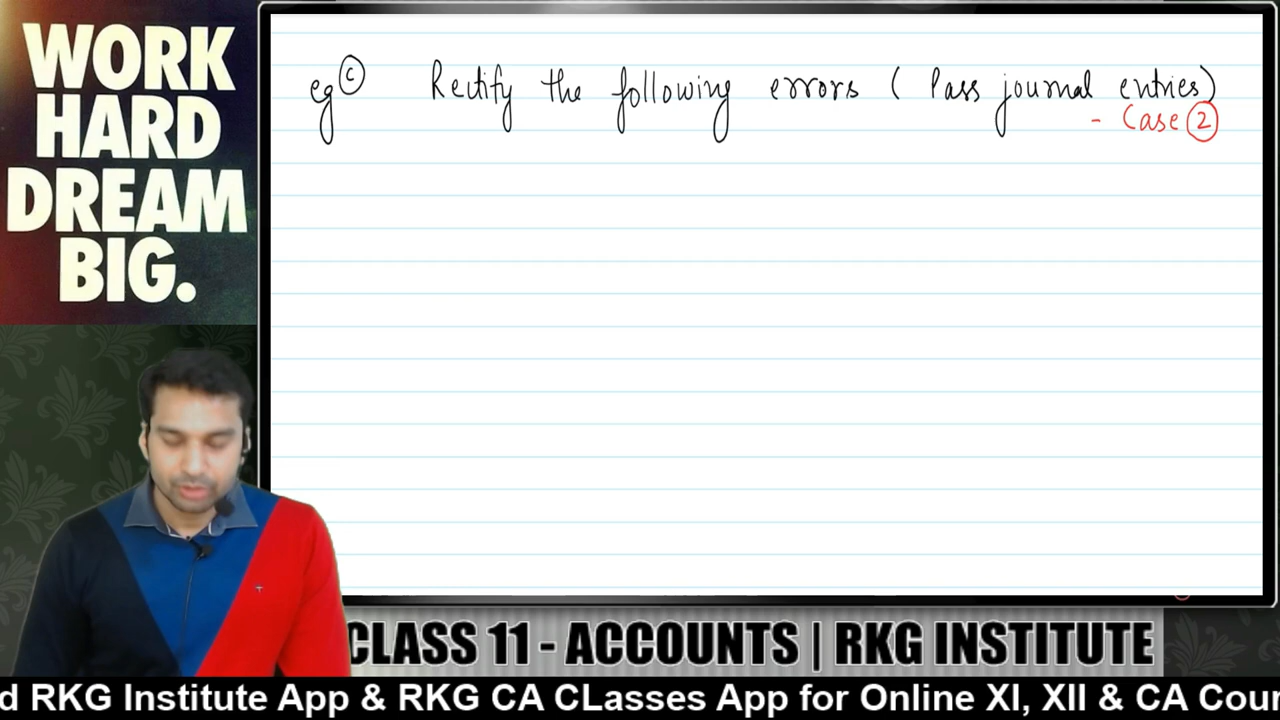 WORK
HARD
DREAM
BIG.
eg (c) Rectify the following errors ( Pass journal entries)
- Case (2)
CLASS 11 - ACCOUNTS | RKG INSTITUTE
d RKG Institute App & RKG CA CLasses App for Online XI, XII & CA Cour